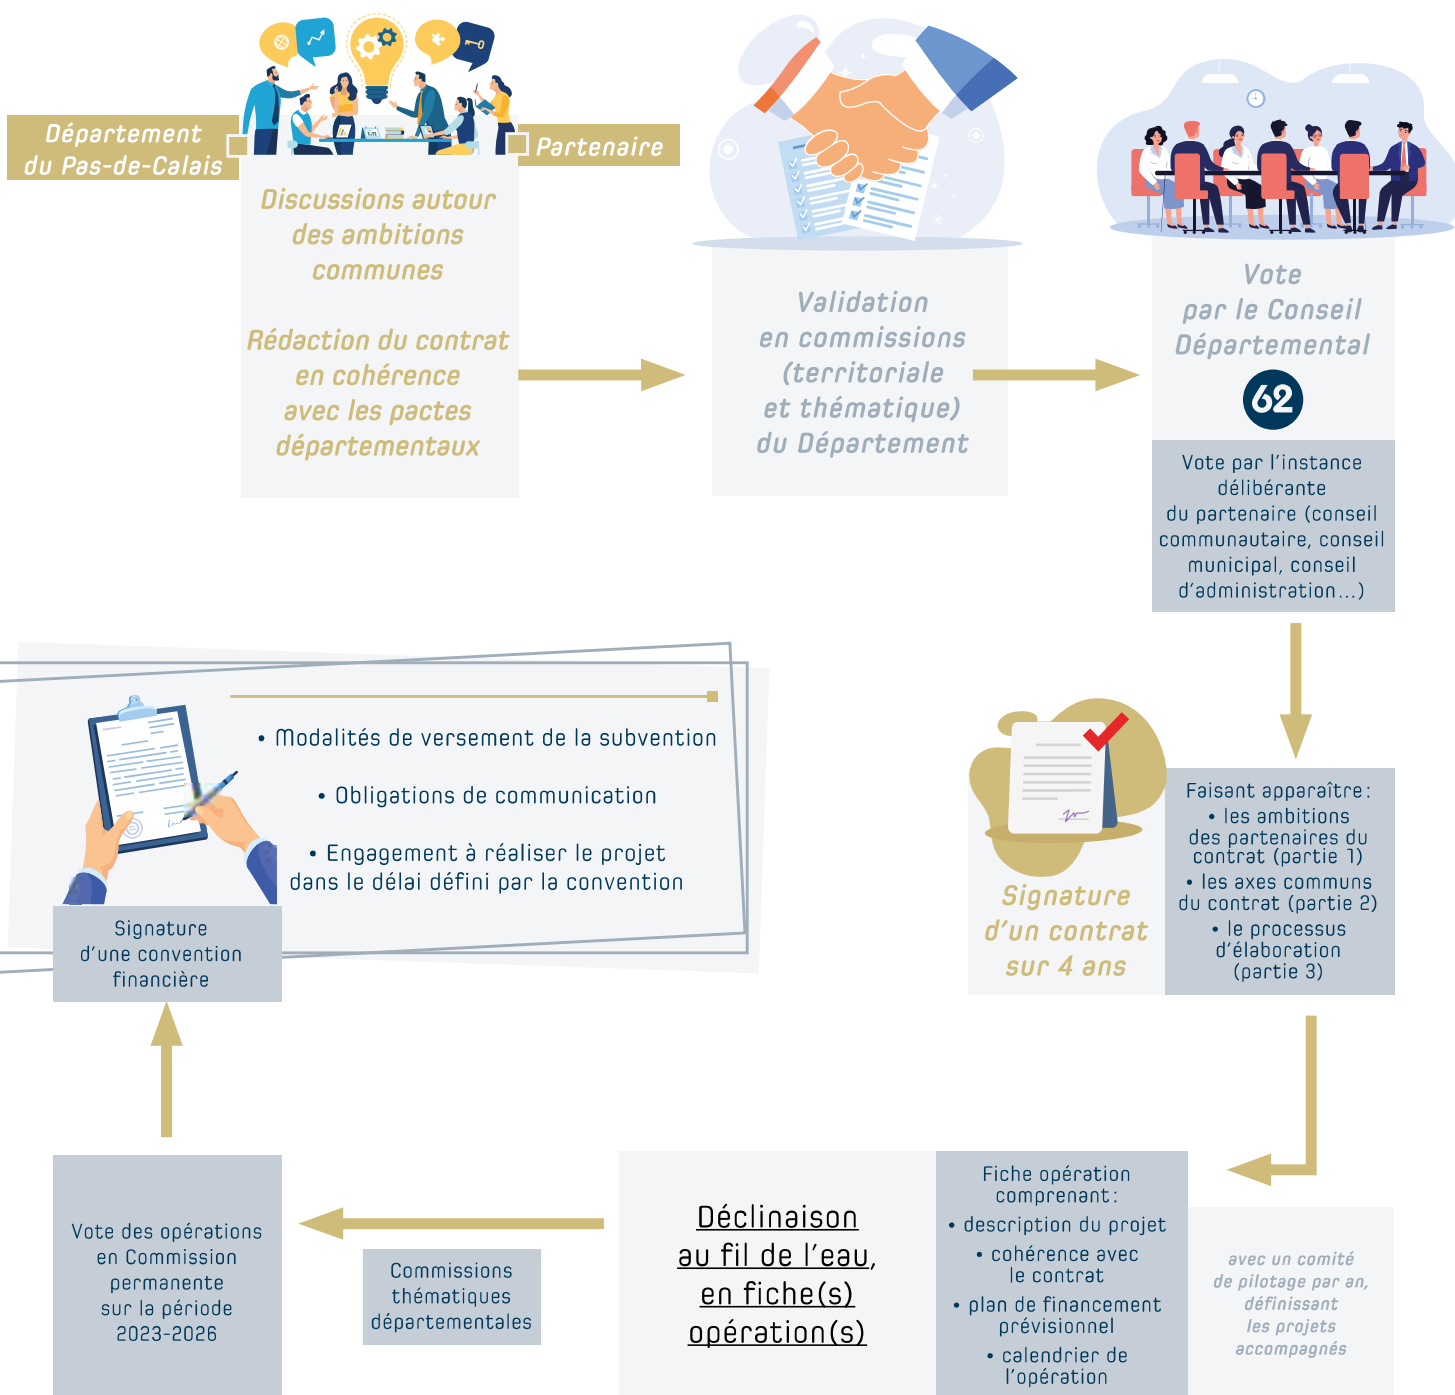 Département
du Pas-de-Calais
Partenaire
Discussions autour
des ambitions
communes
Rédaction du contrat
en cohérence
avec les pactes
départementaux
Validation
en commissions
(territoriale
et thématique)
du Département
Vote
par le Conseil
Départemental
62
Vote par l'instance
délibérante
du partenaire (conseil
communautaire, conseil
municipal, conseil
d'administration...)
Signature
d'un contrat
sur 4 ans
Faisant apparaître :
• les ambitions
des partenaires du
contrat (partie 1)
• les axes communs
du contrat (partie 2)
• le processus
d'élaboration
(partie 3)
avec un comité
de pilotage par an,
définissant
les projets
accompagnés
Déclinaison
au fil de l'eau,
en fiche(s)
opération(s)
Fiche opération
comprenant :
• description du projet
• cohérence avec
le contrat
• plan de financement
prévisionnel
• calendrier de
l'opération
Commissions
thématiques
départementales
Vote des opérations
en Commission
permanente
sur la période
2023-2026
Signature
d'une convention
financière
• Modalités de versement de la subvention
• Obligations de communication
• Engagement à réaliser le projet
dans le délai défini par la convention